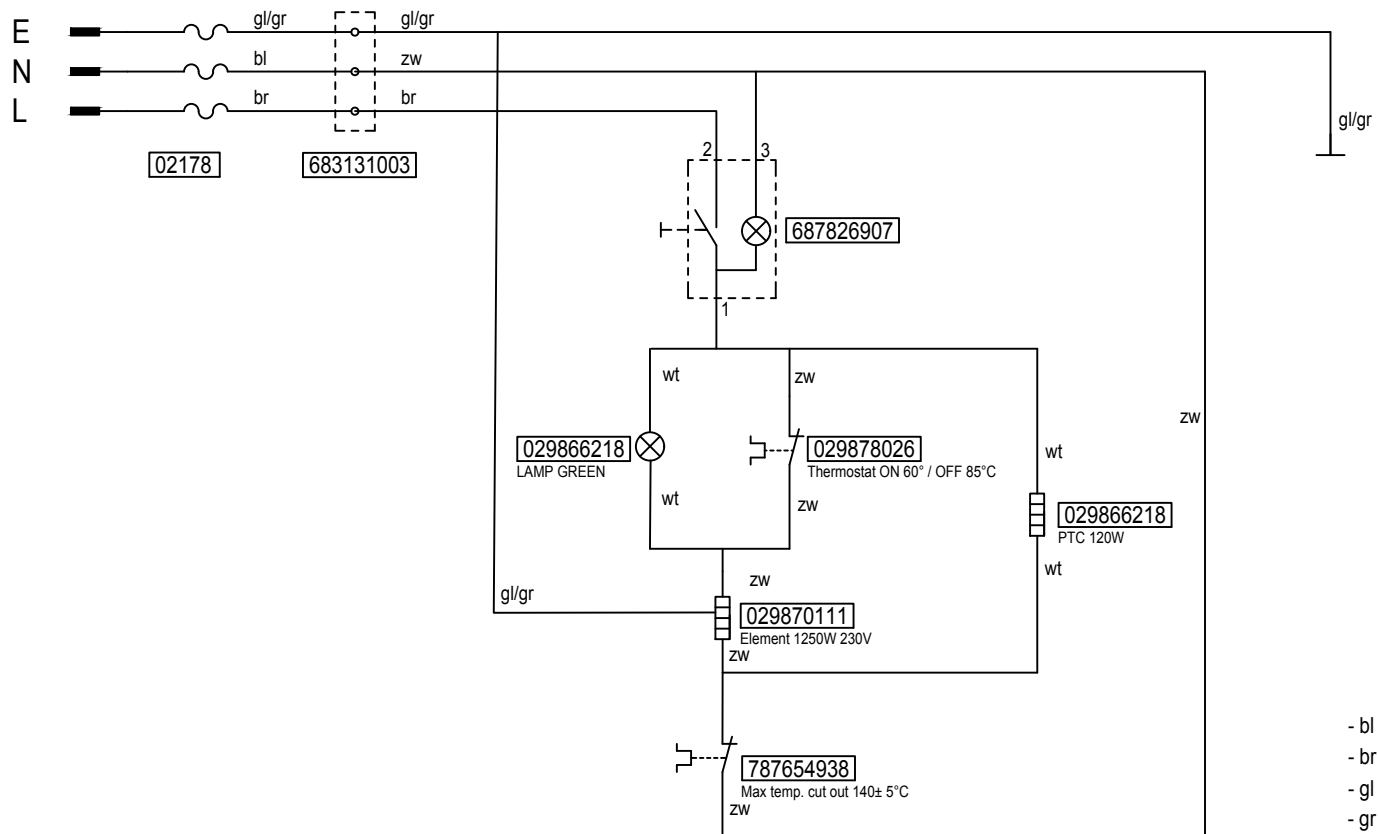 E
gl/gr
gl/gr
N
bl
zw
L
br
br
gl/gr
02178
683131003
2
3
687826907
1
wt
zw
zw
029866218
LAMP GREEN
029878026
Thermostat ON 60° / OFF 85°C
wt
wt
zw
029866218
PTC 120W
wt
zw
gl/gr
029870111
Element 1250W 230V
zw
- bl
- br
787654938
Max temp. cut out 140± 5°C
- gl
zw
- gr